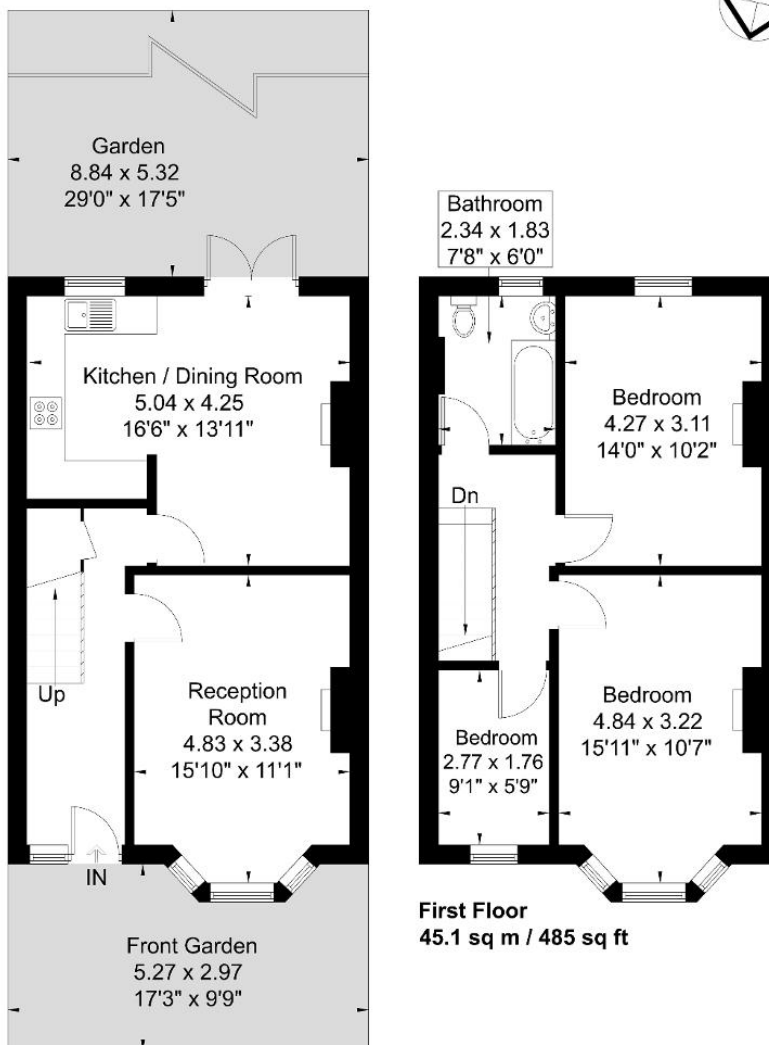 Garden
8.84 x 5.32
29'0" x 17'5"
Kitchen / Dining Room
5.04 x 4.25
16'6" x 13'11"
Up
Reception
Room
4.83 x 3.38
15'10" x 11'1"
IN
Front Garden
5.27 x 2.97
17'3" x 9'9"
Bathroom
2.34 x 1.83
7'8" x 6'0"
Bedroom
4.27 x 3.11
14'0" x 10'2"
Dn
Bedroom
4.84 x 3.22
15'11" x 10'7"
Bedroom
2.77 x 1.76
9'1" x 5'9"
First Floor
45.1 sq m / 485 sq ft